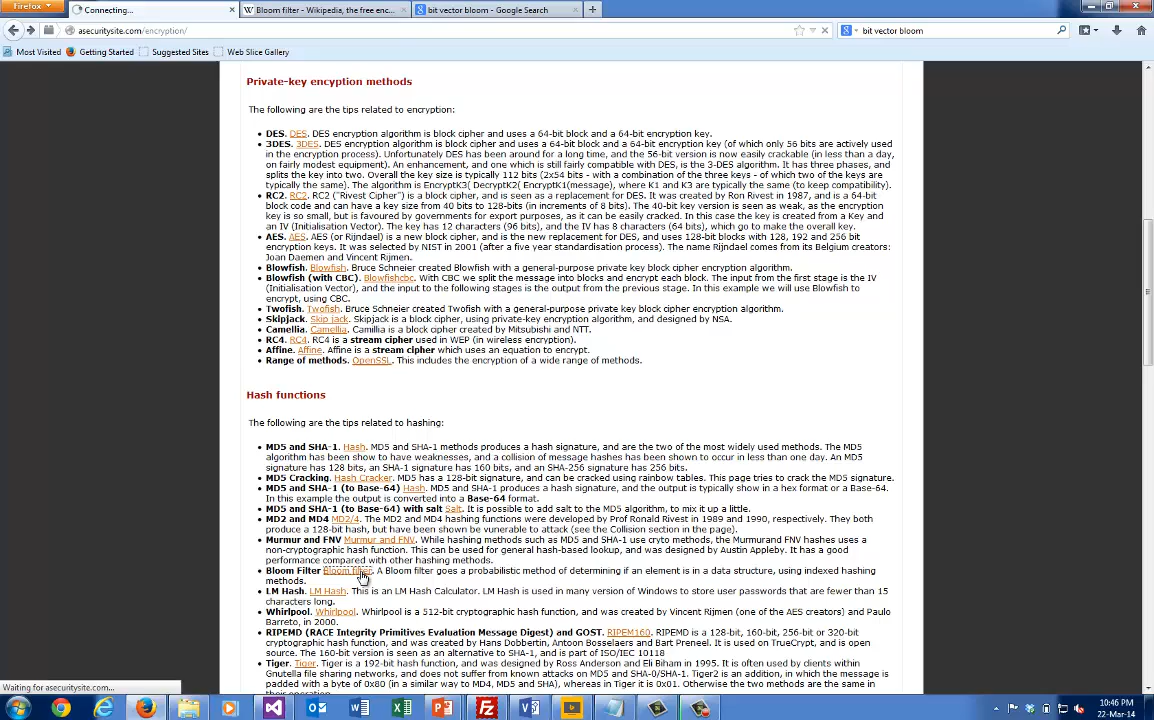 Firefox
Connecting...
Bloom filter - Wikipedia, the free enc...
bit vector bloom - Google Search
asecuritysite.com/encryption/
bit vector bloom
Most Visited
Getting Started
Suggested Sites
Web Slice Gallery
Private-key encryption methods
The following are the tips related to encryption:
DES. DES. DES encryption algorithm is block cipher and uses a 64-bit block and a 64-bit encryption key.
3DES. 3DES. DES encryption algorithm is block cipher and uses a 64-bit block and a 64-bit encryption key (of which only 56 bits are actively used
in the encryption process). Unfortunately DES has been around for a long time, and the 56-bit version is now easily crackable (in less than a day,
on fairly modest equipment). An enhancement, and one which is still fairly compatible with DES, is the 3-DES algorithm. It has three phases, and
splits the key into two. Overall the key size is typically 112 bits (2x54 bits - with a combination of the three keys - of which two of the keys are
typically the same). The algorithm is EncryptK3( DecryptK2( EncryptK1(message), where K1 and K3 are typically the same (to keep compatibility).
RC2. RC2. RC2 ("Rivest Cipher") is a block cipher, and is seen as a replacement for DES. It was created by Ron Rivest in 1987, and is a 64-bit
block code and can have a key size from 40 bits to 128-bits (in increments of 8 bits). The 40-bit key version is seen as weak, as the encryption
key is so small, but is favoured by governments for export purposes, as it can be easily cracked. In this case the key is created from a Key and
an IV (Initialisation Vector). The key has 12 characters (96 bits), and the IV has 8 characters (64 bits), which go to make the overall key.
AES. AES. AES (or Rijndael) is a new block cipher, and is the new replacement for DES, and uses 128-bit blocks with 128, 192 and 256 bit
encryption keys. It was selected by NIST in 2001 (after a five year standardisation process). The name Rijndael comes from its Belgium creators:
Joan Daemen and Vincent Rijmen.
Blowfish. Blowfish. Bruce Schneier created Blowfish with a general-purpose private key block cipher encryption algorithm.
Blowfish (with CBC). Blowfishcbc. With CBC we split the message into blocks and encrypt each block. The input from the first stage is the IV
(Initialisation Vector), and the input to the following stages is the output from the previous stage. In this example we will use Blowfish to
encrypt, using CBC.
Twofish. Twofish. Bruce Schneier created Twofish with a general-purpose private key block cipher encryption algorithm.
Skipjack. Skip jack. Skipjack is a block cipher, using private-key encryption algorithm, and designed by NSA.
Camellia. Camellia. Camillia is a block cipher created by Mitsubishi and NTT.
RC4. RC4. RC4 is a stream cipher used in WEP (in wireless encryption).
Affine. Affine. Affine is a stream cipher which uses an equation to encrypt.
Range of methods. OpenSSL. This includes the encryption of a wide range of methods.
Hash functions
The following are the tips related to hashing:
MD5 and SHA-1. Hash. MD5 and SHA-1 methods produces a hash signature, and are the two of the most widely used methods. The MD5
algorithm has been show to have weaknesses, and a collision of message hashes has been shown to occur in less than one day. An MD5
signature has 128 bits, an SHA-1 signature has 160 bits, and an SHA-256 signature has 256 bits.
MD5 Cracking. Hash Cracker. MD5 has a 128-bit signature, and can be cracked using rainbow tables. This page tries to crack the MD5 signature.
MD5 and SHA-1 (to Base-64) Hash. MD5 and SHA-1 produces a hash signature, and the output is typically show in a hex format or a Base-64.
In this example the output is converted into a Base-64 format.
MD5 and SHA-1 (to Base-64) with salt Salt. It is possible to add salt to the MD5 algorithm, to mix it up a little.
MD2 and MD4 MD2/4. The MD2 and MD4 hashing functions were developed by Prof Ronald Rivest in 1989 and 1990, respectively. They both
produce a 128-bit hash, but have been shown be vunerable to attack (see the Collision section in the page).
Murmur and FNV Murmur and FNV. While hashing methods such as MD5 and SHA-1 use cryto methods, the Murmurand FNV hashes uses a
non-cryptographic hash function. This can be used for general hash-based lookup, and was designed by Austin Appleby. It has a good
performance compared with other hashing methods.
Bloom Filter Bloom filter. A Bloom filter goes a probabilistic method of determining if an element is in a data structure, using indexed hashing
methods.
LM Hash. LM Hash. This is an LM Hash Calculator. LM Hash is used in many version of Windows to store user passwords that are fewer than 15
characters long.
Whirlpool. Whirlpool. Whirlpool is a 512-bit cryptographic hash function, and was created by Vincent Rijmen (one of the AES creators) and Paulo
Barreto, in 2000.
RIPEMD (RACE Integrity Primitives Evaluation Message Digest) and GOST. RIPEM160. RIPEMD is a 128-bit, 160-bit, 256-bit or 320-bit
cryptographic hash function, and was created by Hans Dobbertin, Antoon Bosselaers and Bart Preneel. It is used on TrueCrypt, and is open
source. The 160-bit version is seen as an alternative to SHA-1, and is part of ISO/IEC 10118
Tiger. Tiger. Tiger is a 192-bit hash function, and was designed by Ross Anderson and Eli Biham in 1995. It is often used by clients within
Gnutella file sharing networks, and does not suffer from known attacks on MD5 and SHA-0/SHA-1. Tiger2 is an addition, in which the message
is padded with a byte of 0x80 (in a similar way to MD4, MD5 and SHA), whereas in Tiger it is 0x01. Otherwise the two methods are the same in
their operation.
Waiting for asecuritysite.com...
10:46 PM
22-Mar-14